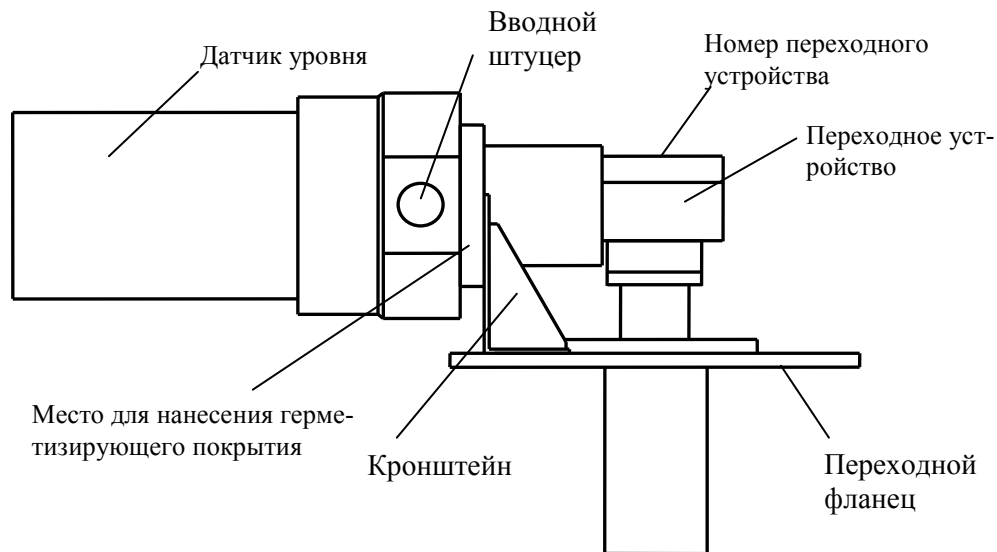 Датчик уровня
Вводной
штуцер
Номер переходного
устройства
Переходное уст-
ройство
Место для нанесения герме-
тизирующего покрытия
Кронштейн
Переходной
фланец